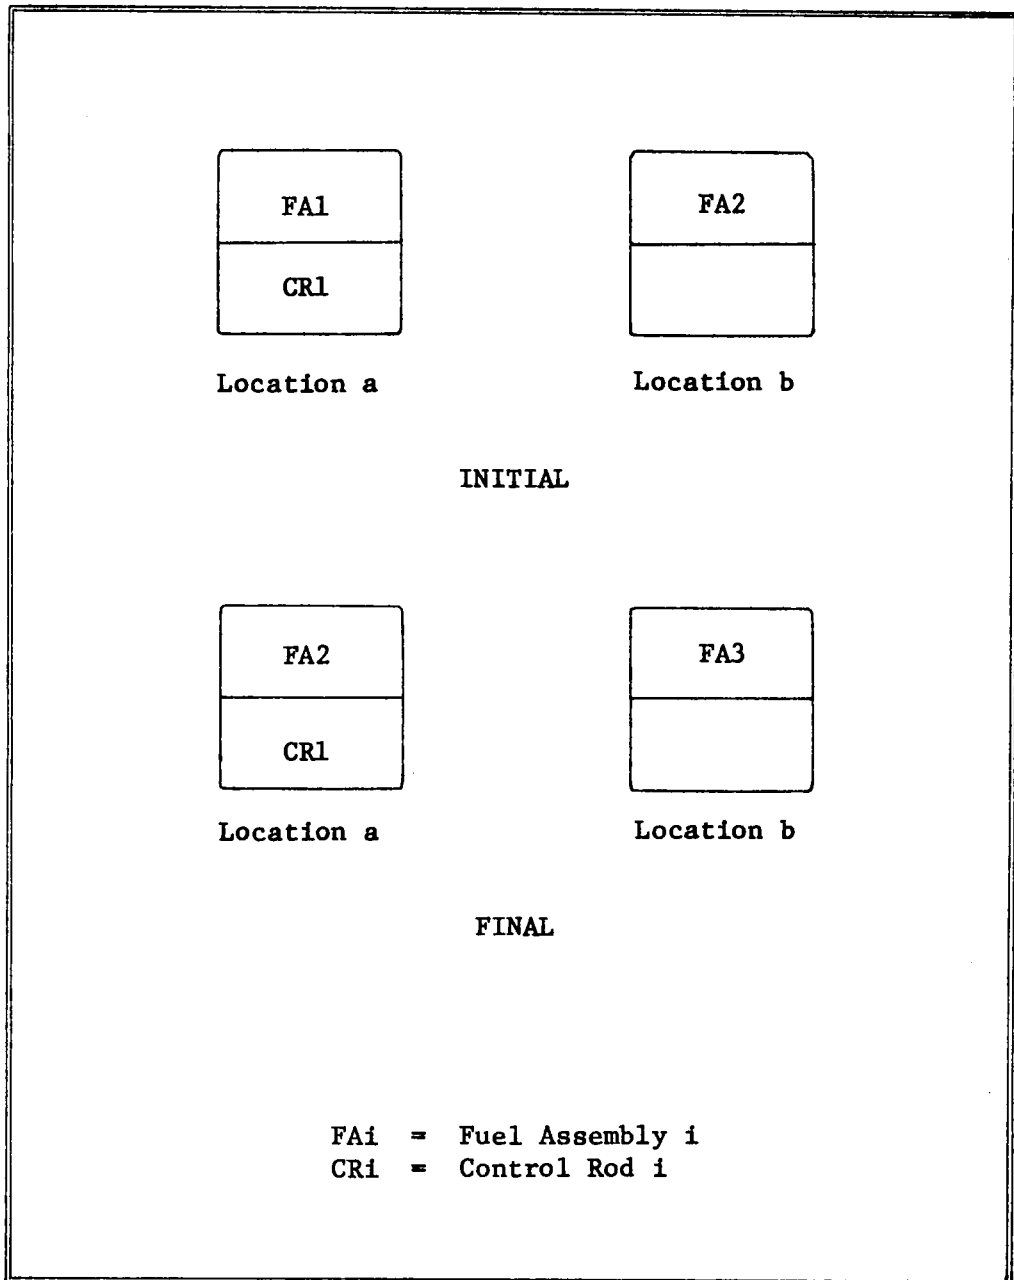 FA1 FA2
CR1
Location a Location b
INITIAL
FA2 FA3
CR1
Location a Location b
FINAL
FAi = Fuel Assembly i
CRi = Control Rod i